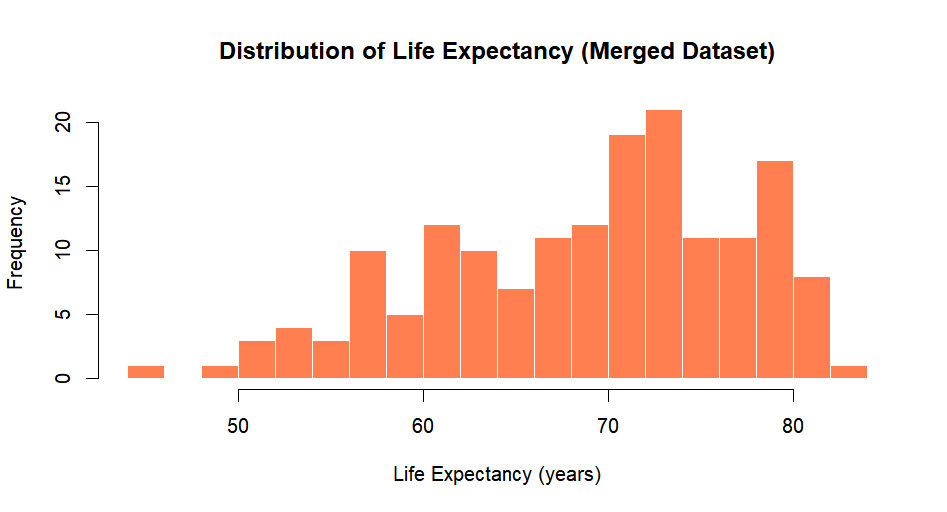 Distribution of Life Expectancy (Merged Dataset)
Frequency
20
15
10
5
0
50 60 70 80
Life Expectancy (years)